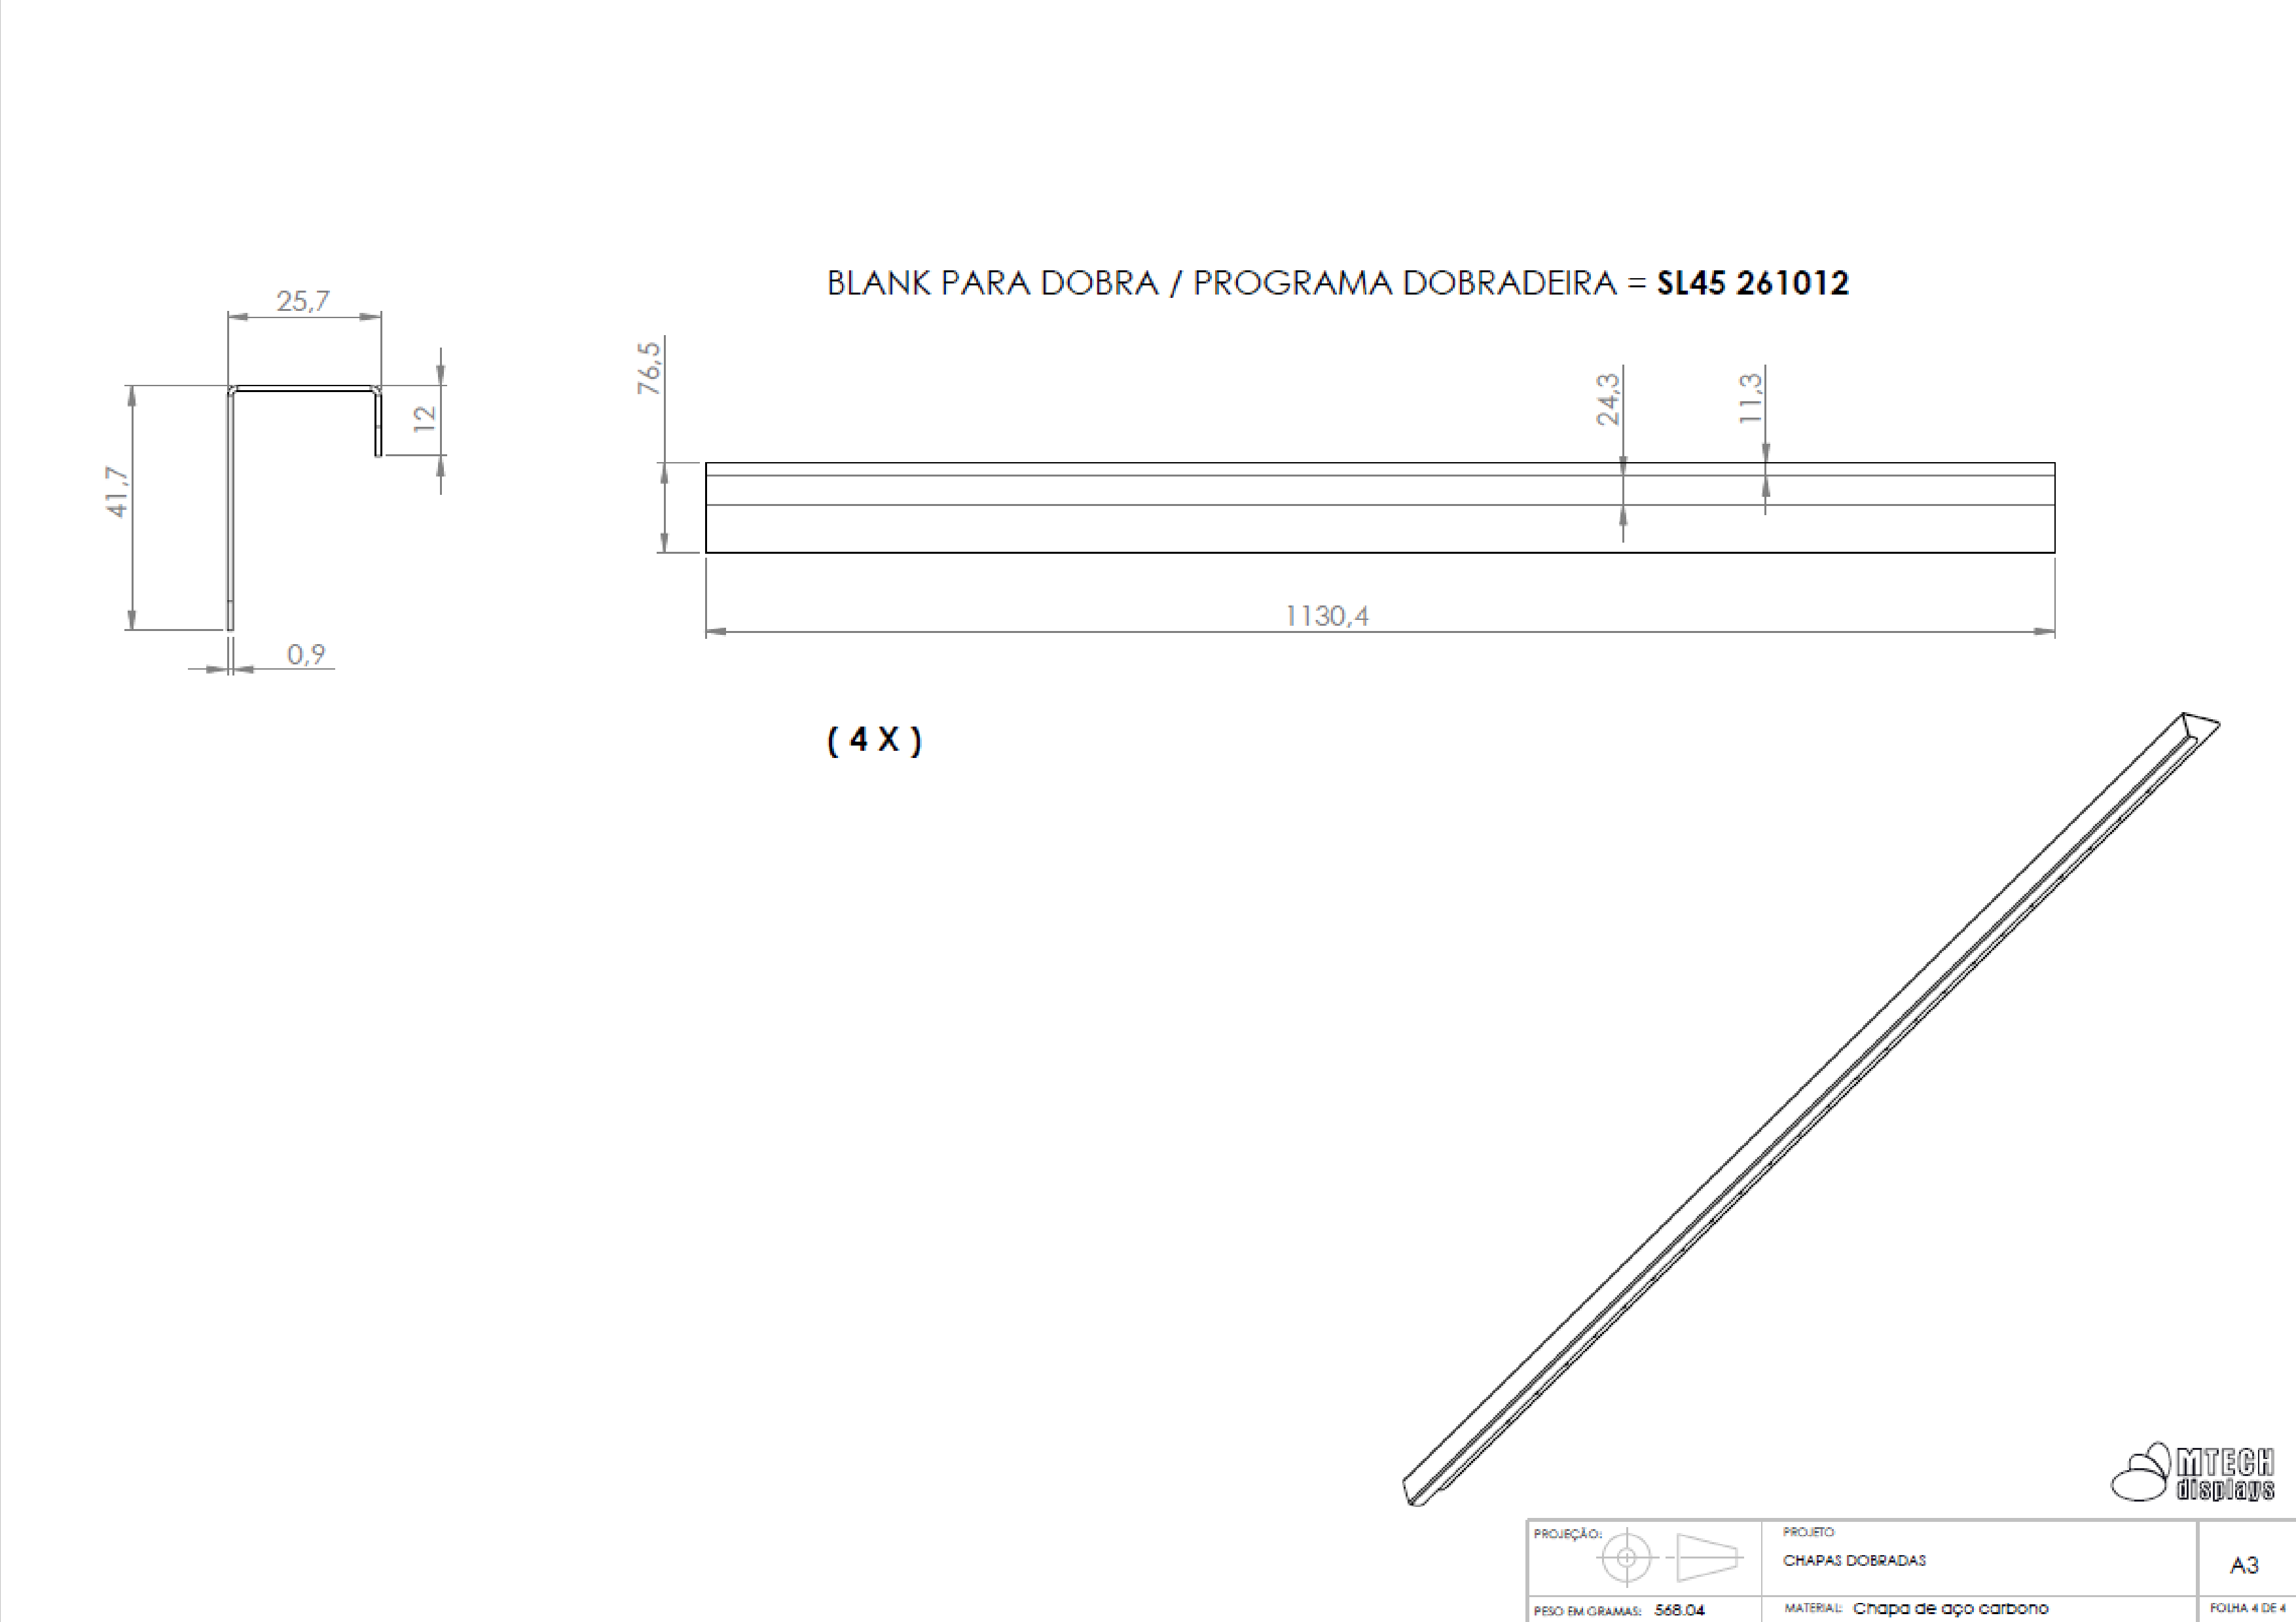 BLANK PARA DOBRA / PROGRAMA DOBRADEIRA = SL45 261012
25,7
76,5
24,3
11,3
12
41,7
1130,4
0,9
( 4 X )
MTECH
displays
PROJEÇÃO:
PROJETO
CHAPAS DOBRADAS
A3
PESO EM GRAMAS: 568.04
MATERIAL: Chapa de aço carbono
FOLHA 4 DE 4